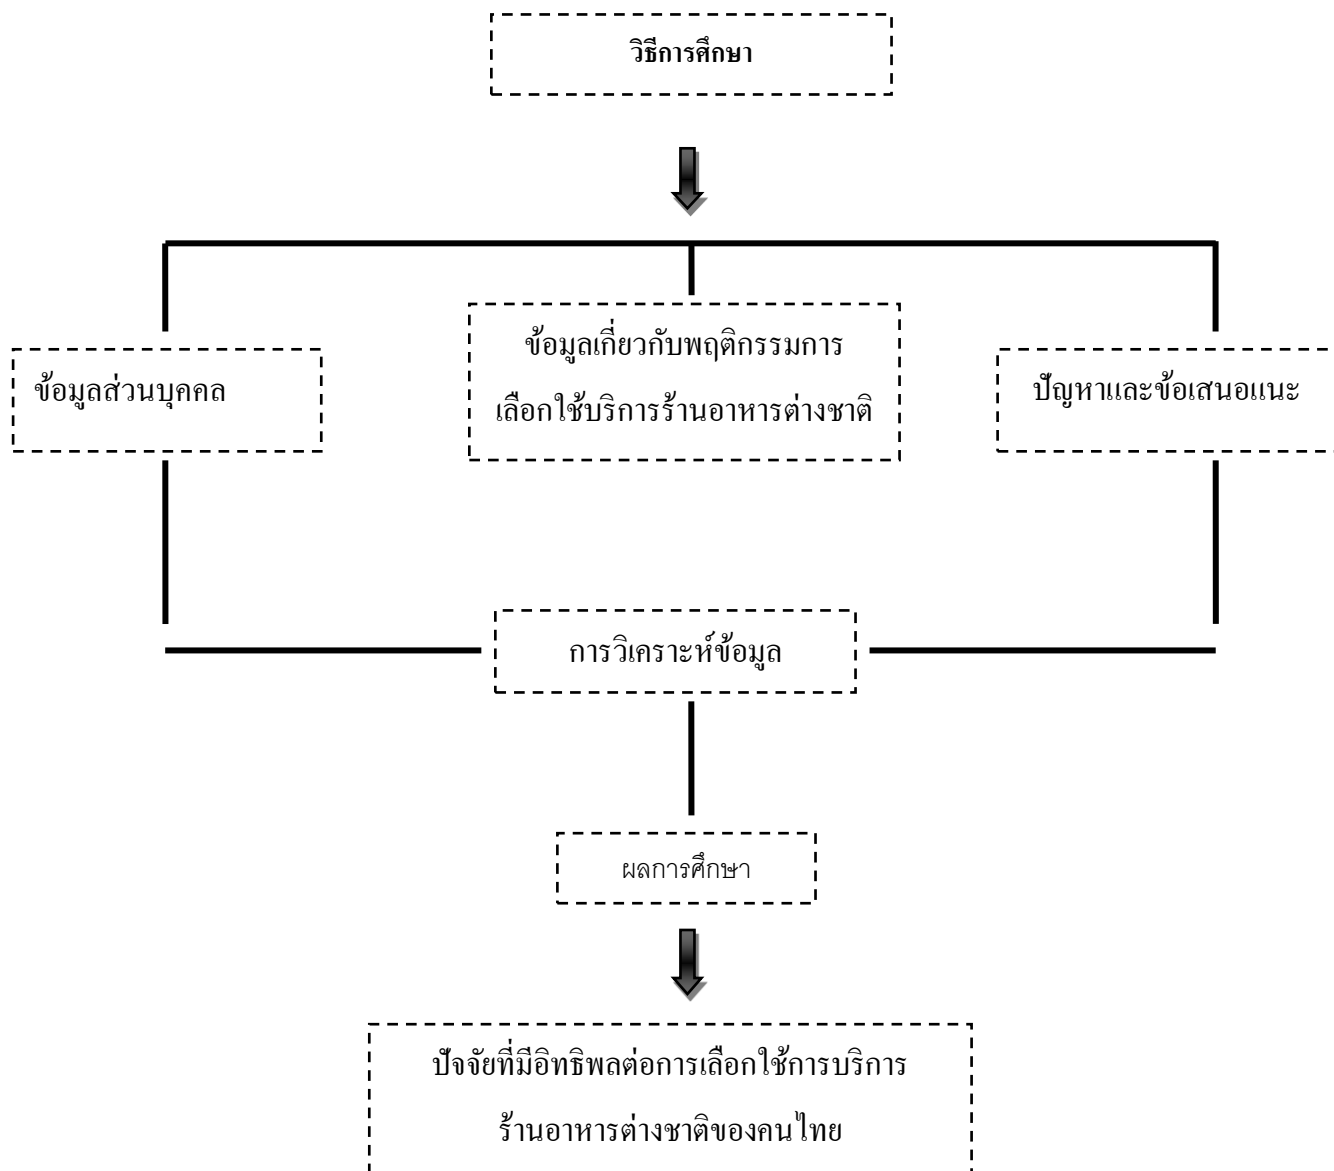 วิธีการศึกษา
ข้อมูลส่วนบุคคล
ข้อมูลเกี่ยวกับพฤติกรรมการ
เลือกใช้บริการร้านอาหารต่างชาติ
ปัญหาและข้อเสนอแนะ
การวิเคราะห์ข้อมูล
ผลการศึกษา
ปัจจัยที่มีอิทธิพลต่อการเลือกใช้การบริการ
ร้านอาหารต่างชาติของคนไทย